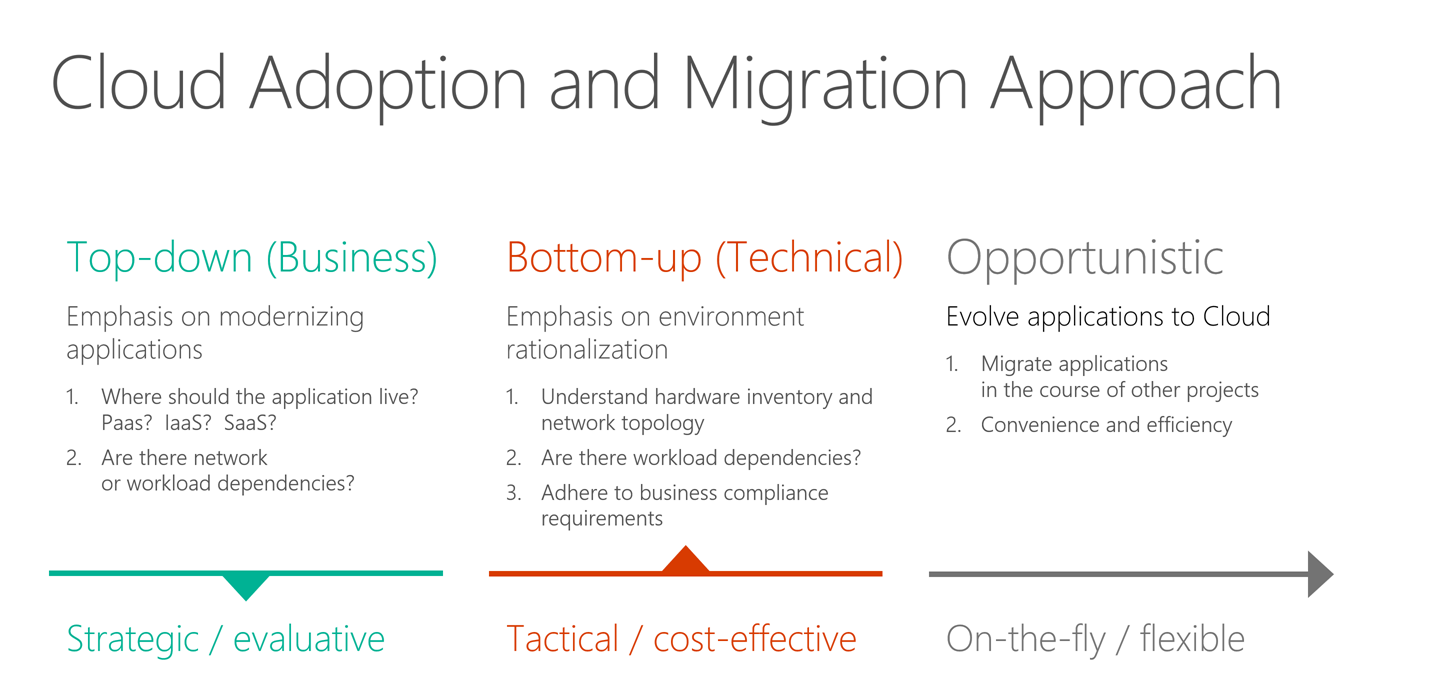 Cloud Adoption and Migration Approach
Top-down (Business)
Emphasis on modernizing
applications
1. Where should the application live?
Paas? IaaS? SaaS?
2. Are there network
or workload dependencies?
Strategic / evaluative
Bottom-up (Technical)
Emphasis on environment
rationalization
1. Understand hardware inventory and
network topology
2. Are there workload dependencies?
3. Adhere to business compliance
requirements
Tactical / cost-effective
Opportunistic
Evolve applications to Cloud
1. Migrate applications
in the course of other projects
2. Convenience and efficiency
On-the-fly / flexible